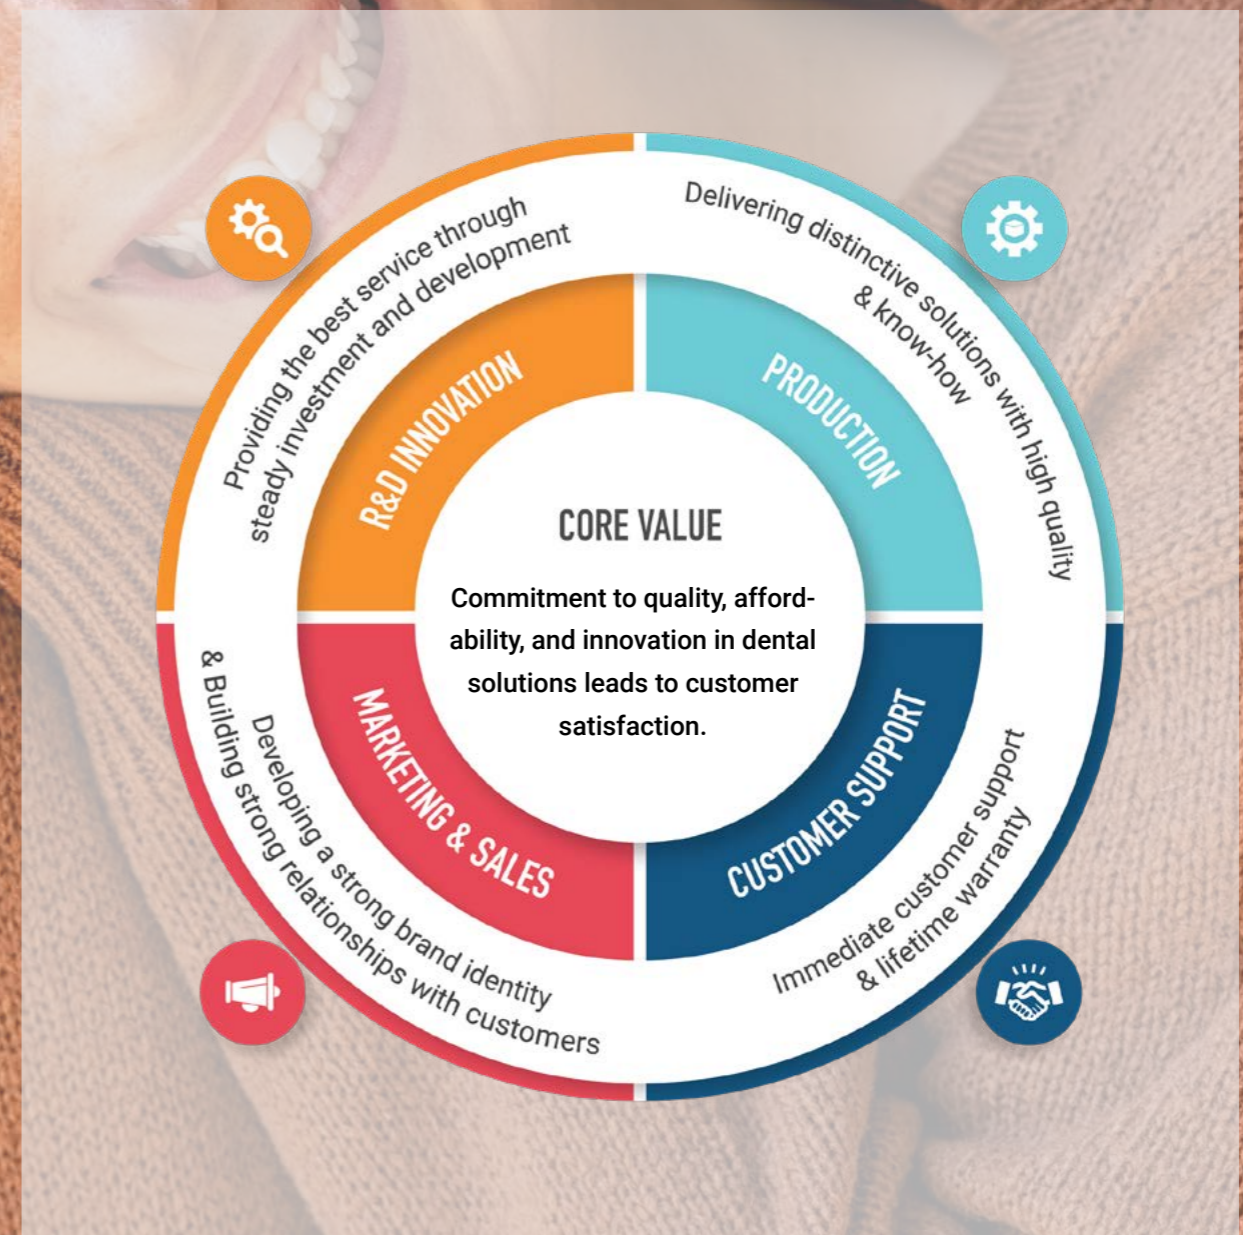 Providing the best service through
steady investment and development
R&D INNOVATION
Delivering distinctive solutions with high quality
& know-how
PRODUCTION
CORE VALUE
Commitment to quality, afford-
ability, and innovation in dental
solutions leads to customer
satisfaction.
MARKETING & SALES
Developing a strong brand identity
& Building strong relationships with customers
CUSTOMER SUPPORT
Immediate customer support
& lifetime warranty